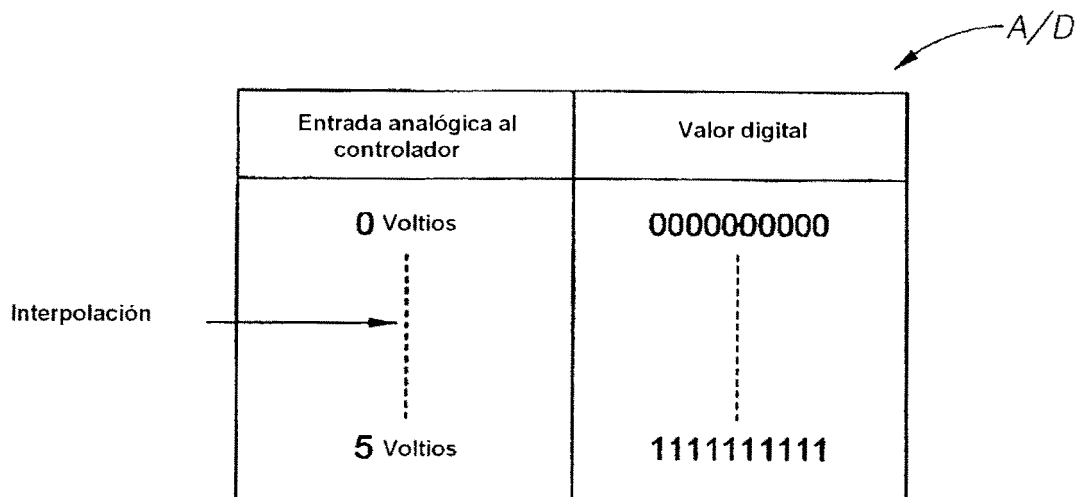 A/D
Entrada analógica al
controlador
Valor digital
0 Voltios
0000000000
Interpolación
5 Voltios
1111111111